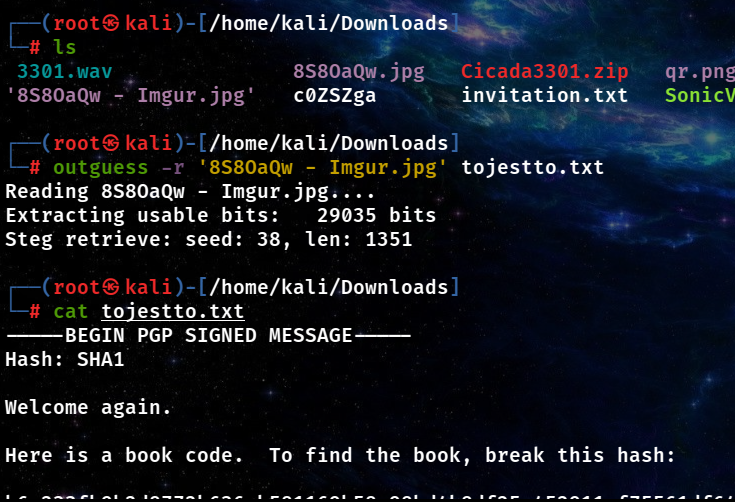 ┌──(root㉿kali)-[/home/kali/Downloads]
└─# ls
3301.wav 8S8OaQw.jpg Cicada3301.zip qr.png
'8S8OaQw - Imgur.jpg' c0ZSZga invitation.txt SonicV
┌──(root㉿kali)-[/home/kali/Downloads]
└─# outguess -r '8S8OaQw - Imgur.jpg' tojestto.txt
Reading 8S8OaQw - Imgur.jpg....
Extracting usable bits: 29035 bits
Steg retrieve: seed: 38, len: 1351
┌──(root㉿kali)-[/home/kali/Downloads]
└─# cat tojestto.txt
-----BEGIN PGP SIGNED MESSAGE-----
Hash: SHA1
Welcome again.
Here is a book code.  To find the book, break this hash: